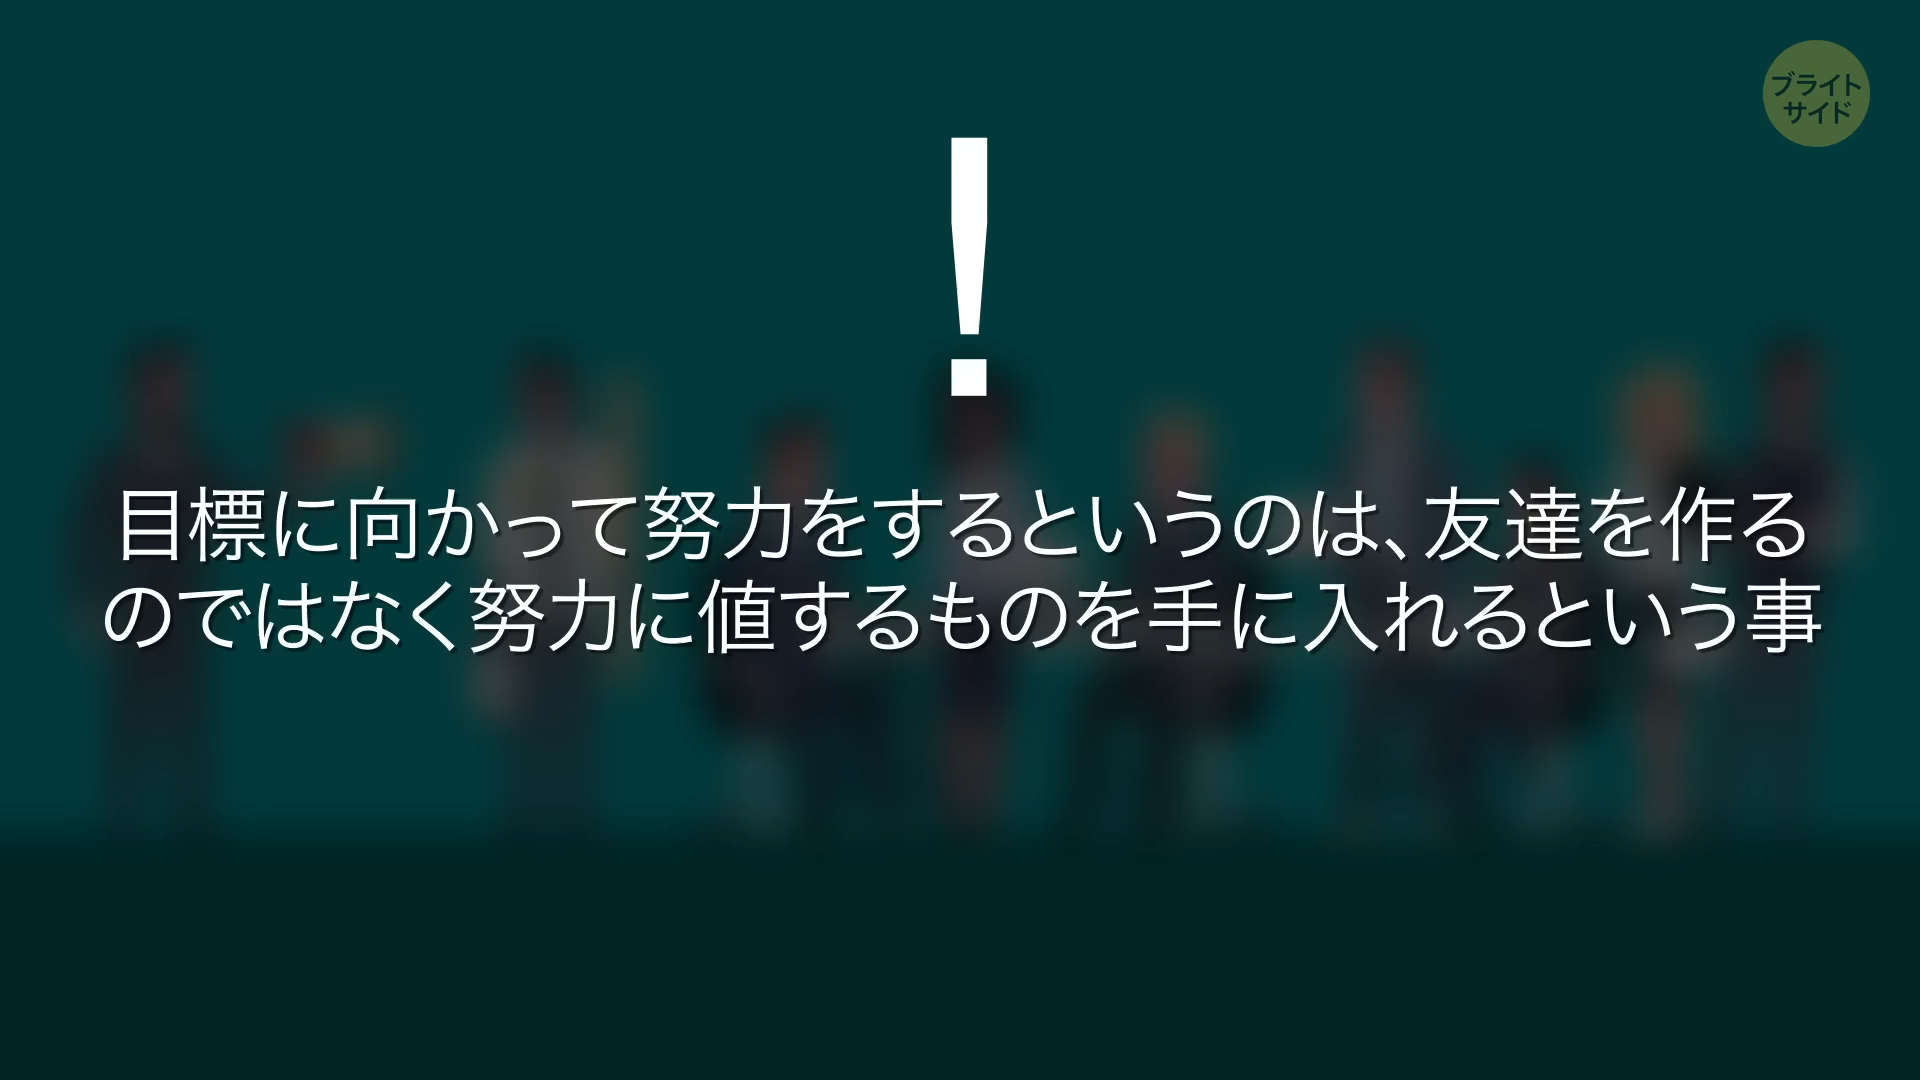 ブライト
サイド
!
目標に向かって努力をするというのは、友達を作る
のではなく努力に値するものを手に入れるという事